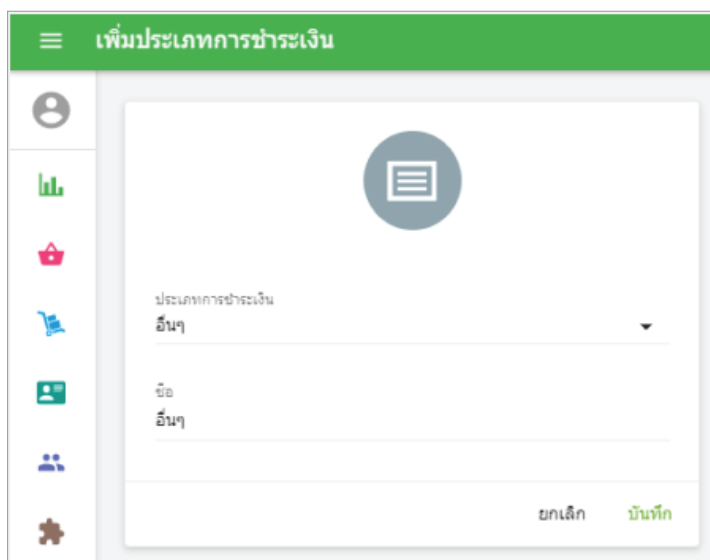 เพิ่มประเภทการชำระเงิน
ประเภทการชำระเงิน
อื่นๆ
ชื่อ
อื่นๆ
ยกเลิก บันทึก